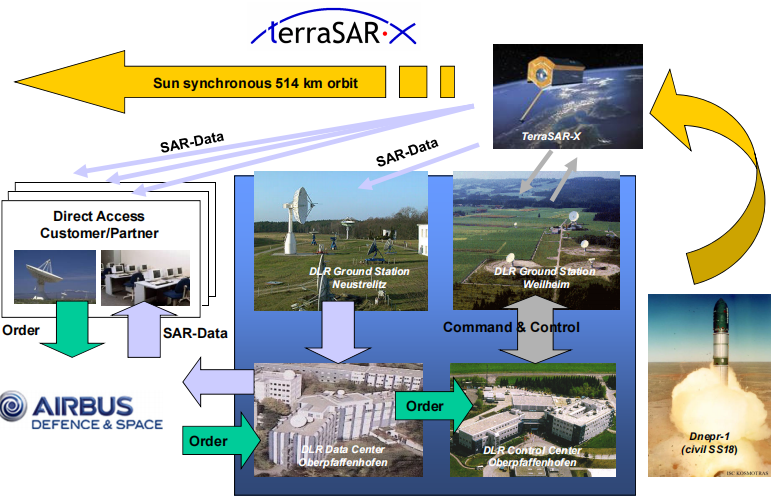 terraSAR·X
Sun synchronous 514 km orbit
TerraSAR-X
SAR-Data
SAR-Data
Direct Access
Customer/Partner
DLR Ground Station
Neustrelitz
DLR Ground Station
Weilheim
Order
SAR-Data
Command & Control
AIRBUS
DEFENCE & SPACE
Order
Order
DLR Data Center
Oberpfaffenhofen
DLR Control Center
Oberpfaffenhofen
Dnepr-1
(civil SS18)
ISC KOSMOTRAS